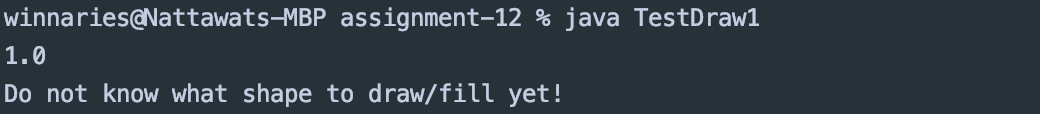 winnaries@Nattawats-MBP assignment-12 % java TestDraw1
1.0
Do not know what shape to draw/fill yet!